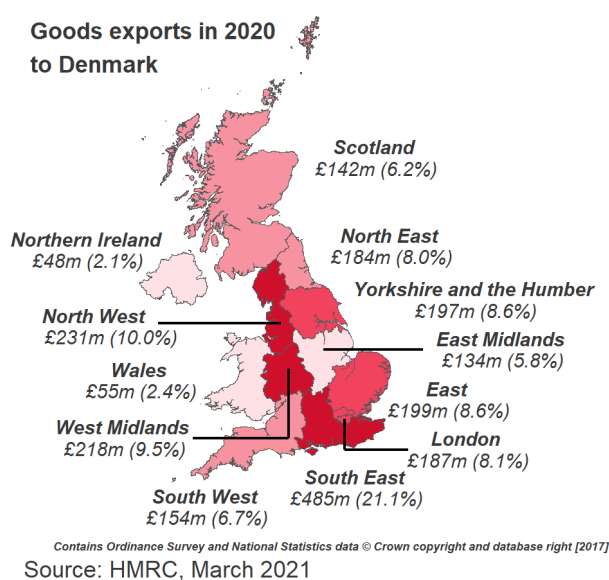 Goods exports in 2020
to Denmark
Scotland
£142m (6.2%)
Northern Ireland
£48m (2.1%)
North East
£184m (8.0%)
Yorkshire and the Humber
£197m (8.6%)
North West
£231m (10.0%)
East Midlands
£134m (5.8%)
Wales
£55m (2.4%)
East
£199m (8.6%)
West Midlands
£218m (9.5%)
London
£187m (8.1%)
South East
£485m (21.1%)
South West
£154m (6.7%)
Contains Ordinance Survey and National Statistics data © Crown copyright and database right [2017]
Source: HMRC, March 2021